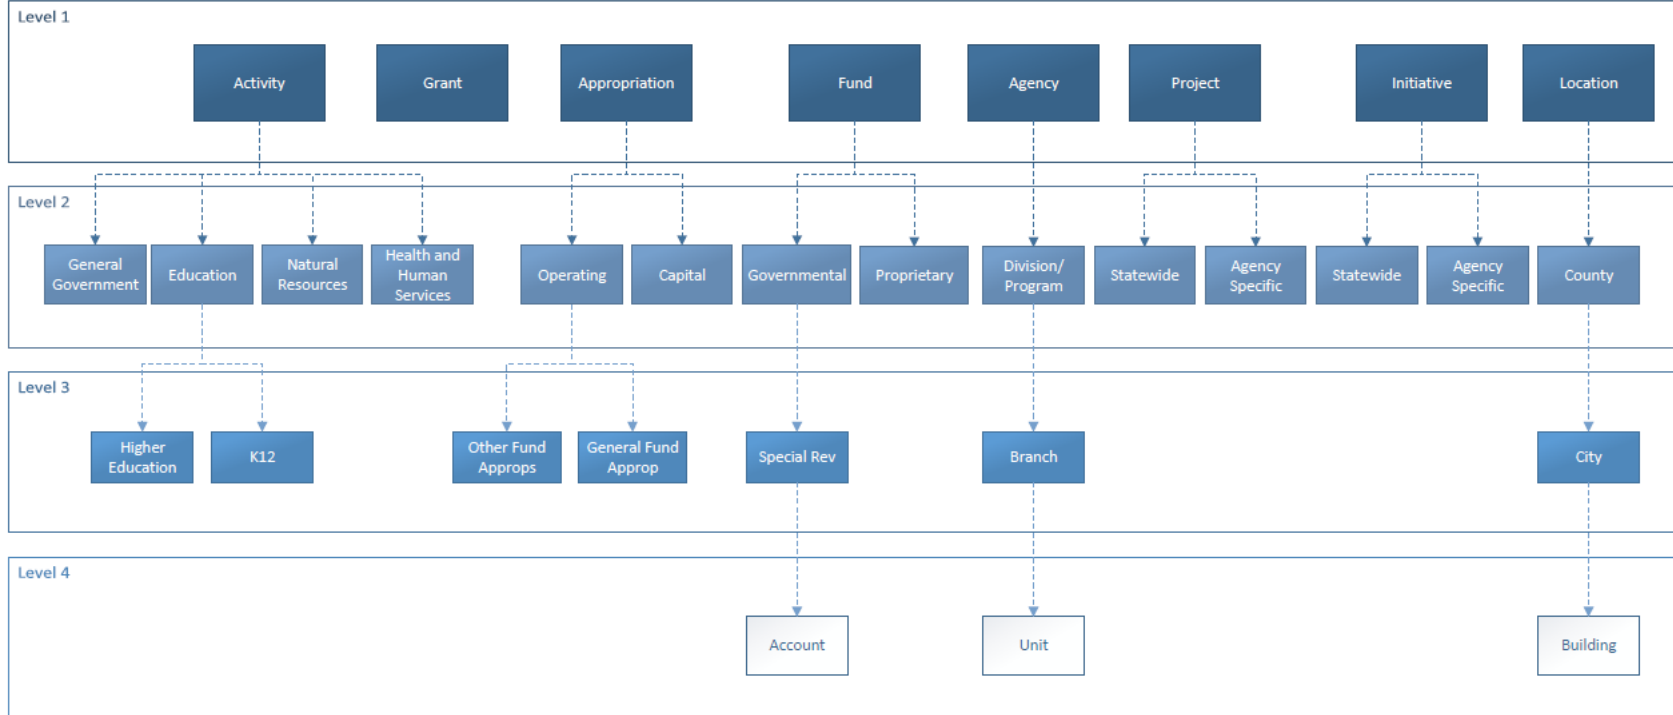 Level 1
Activity
Grant
Appropriation
Fund
Agency
Project
Initiative
Location
Level 2
General
Government
Education
Natural
Resources
Health and
Human
Services
Operating
Capital
Governmental
Proprietary
Division/
Program
Statewide
Agency
Specific
Statewide
Agency
Specific
County
Level 3
Higher
Education
K12
Other Fund
Approps
General Fund
Approp
Special Rev
Branch
City
Level 4
Account
Unit
Building